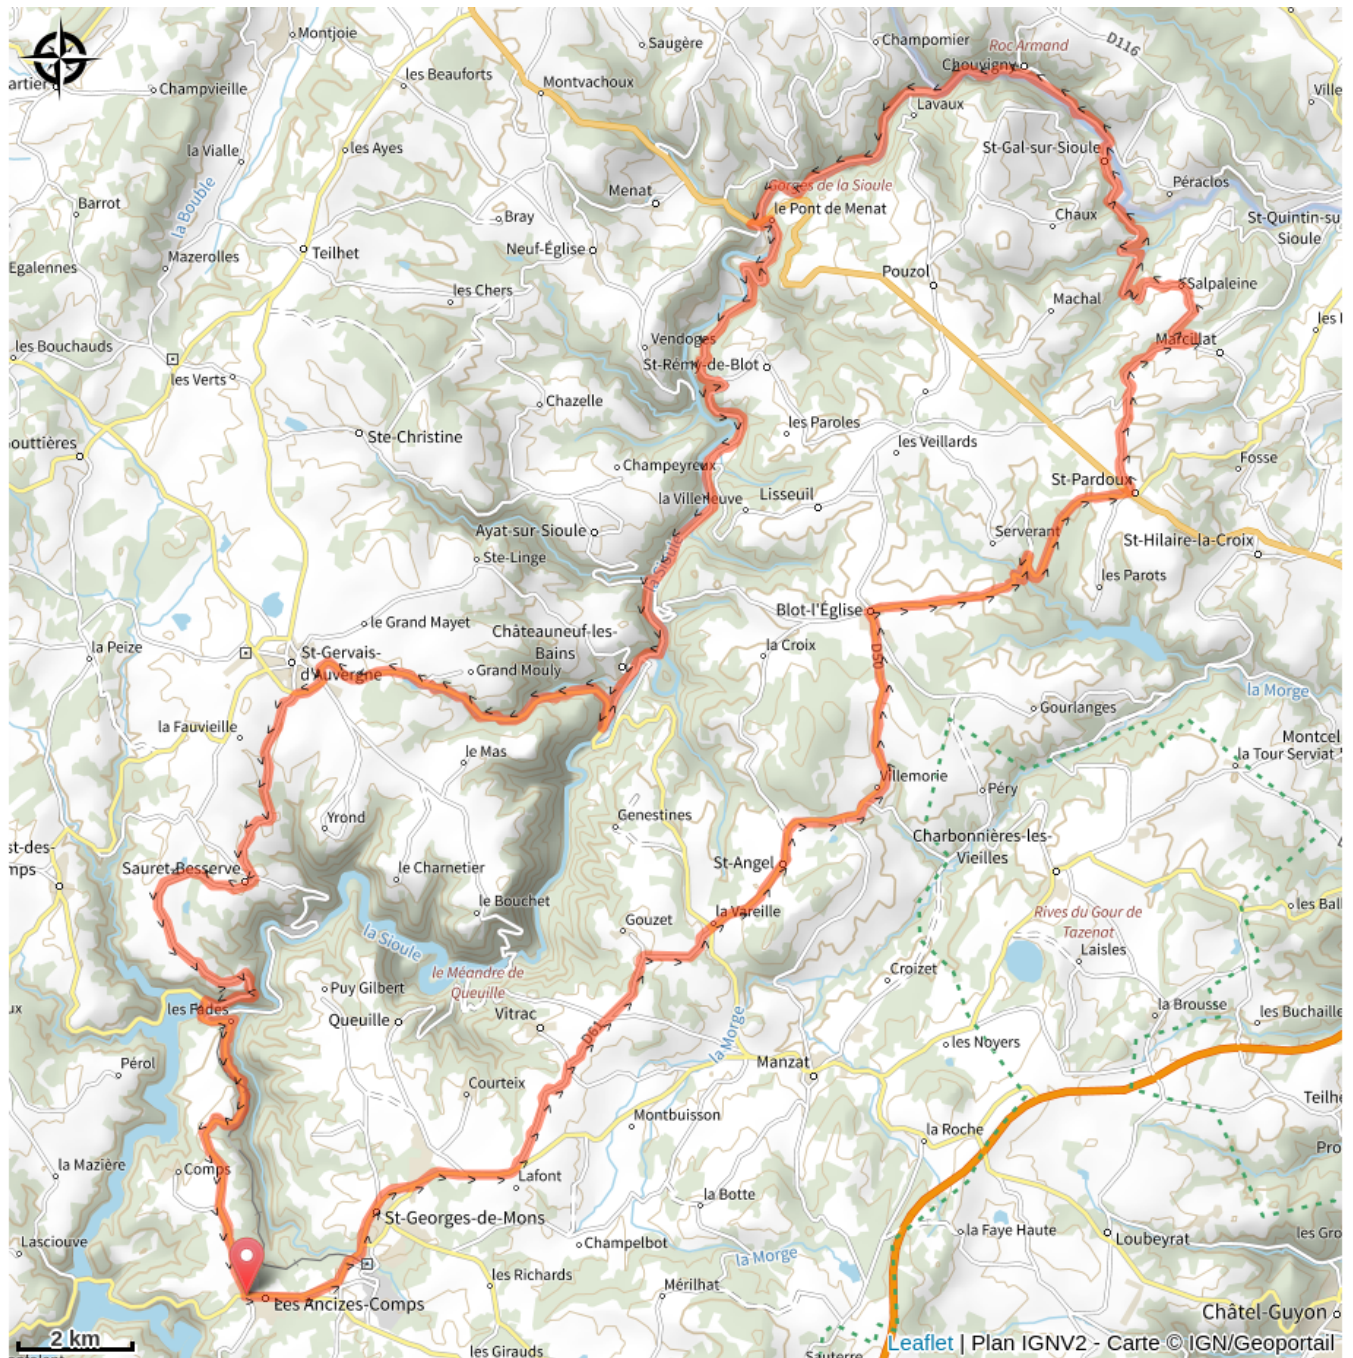 Montjoie
Saugère
Champomier
Roc Armand
D116
Chouvigny
les Beauforts
Montvachoux
artier
Champvieille
Ville
Lavaux
la Vialle
les Ayes
St-Gal-sur-Sioule
Péraclos
la Bouble
Menat
Gorges de la Sioule
le Pont de Menat
Barrot
Bray
Chaux
St-Quintin-su
Sioule
Teilhet
Neuf-Église
Mazerolles
Egalennes
les Chers
Pouzol
Machal
Salpaleine
les Bouchauds
Vendoges
Marcillat
St-Rémy-de-Blot
les Verts
Chazelle
les Paroles
les Veillards
outtières
Ste-Christine
Champeyroux
Fosse
la Villeneuve
Lisseuil
St-Pardoux
Ayat-sur-Sioule
Serverant
St-Hilaire-la-Croix
Ste-Linge
la Sioule
les Parots
Blot-l'Église
le Grand Mayet
Châteauneuf-les-
Bains
la Croix
la Peize
St-Gervais-
d'Auvergne
Grand Mouly
D50
la Morge
Gourlanges
la Fauvieille
Montcel
la Tour Serviat
le Mas
Villemorie
Péry
Yrond
Genestines
Charbonnières-les-
Vieilles
st-des-
mps
Sauret-Besserve
le Charnetier
St-Angel
le Bouchet
la Vareille
Gouzet
Rives du Gour de
Tazenat
les Ball
la Sioule
Laisles
le Méandre de
Queuille
Croizet
Puy Gilbert
les Fades
Queuille
Vitrac
la Brousse
les Buchaille
D61
la Morge
les Noyers
Pérol
Manzat
Courteix
Montbuisson
Teilhe
la Roche
la Mazière
Comps
Lafont
la Botte
Pro
St-Georges-de-Mons
Lasciouve
Champelbot
la Morge
la Faye Haute
Loubeyrat
les Gro
les Richards
Mérilhat
Les Ancizes-Comps
Châtel-Guyon
2 km
les Girauds
Sauterre
Leaflet | Plan IGNV2 - Carte © IGN/Geoportail